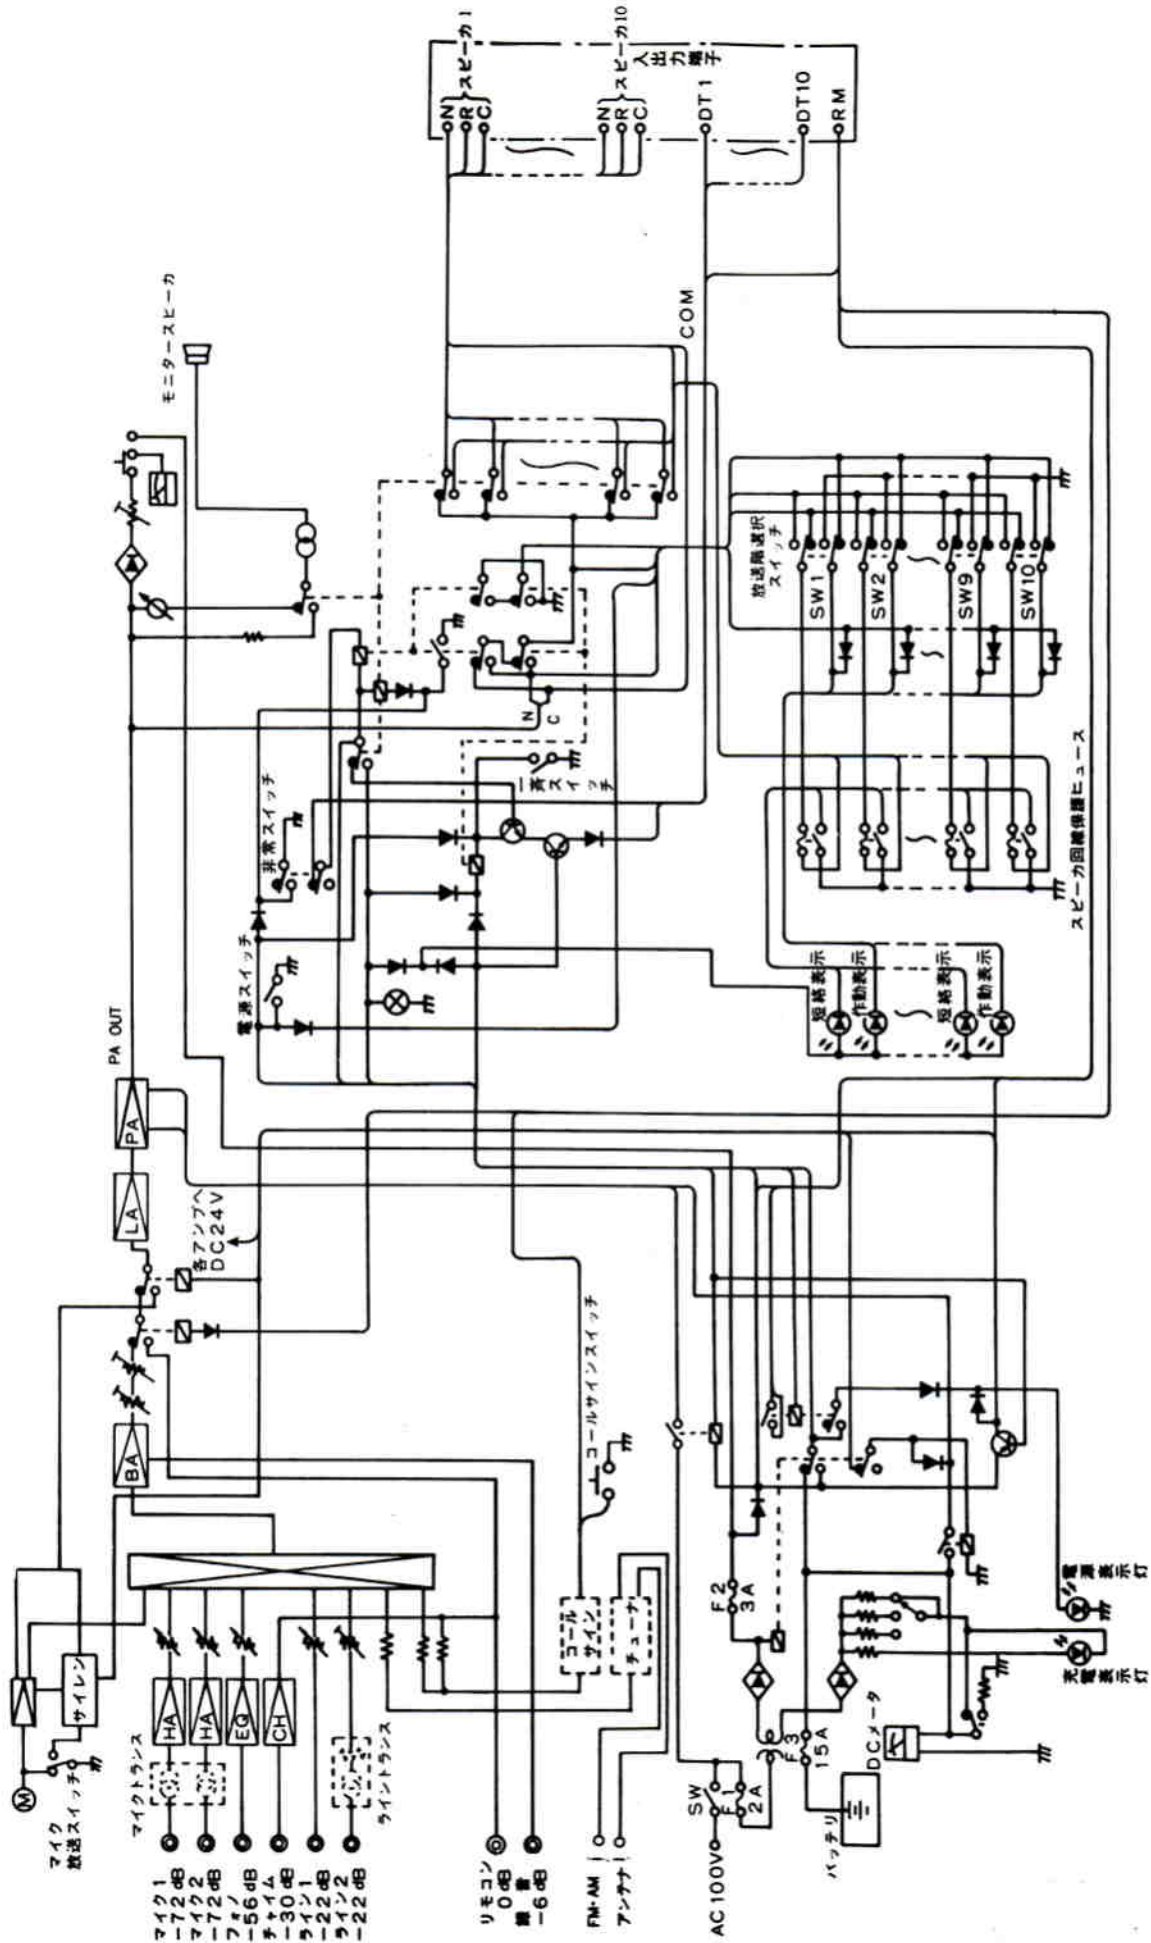 マイク
放送スイッチ
M
サイレン
マイクトランス
マイク1
-72dB
マイク2
-72dB
フォノ
-56dB
チャイム
-30dB
ライン1
-22dB
ライン2
-22dB
HA
HA
EQ
CH
ライントランス
BA
LA
PA
PA OUT
各アンプへ
DC24V
リモコン
0dB
録音
-6dB
FM・AM
アンテナ
コール
サイン
チューナ
コールサインスイッチ
AC100V
SW
F1
2A
F2
3A
F3
15A
バッテリ
DCメータ
充電表示灯
電源表示灯
電源スイッチ
非常スイッチ
一斉スイッチ
モニタースピーカ
N
C
COM
N
R
C
スピーカ1
N
R
C
スピーカ10
入出力端子
DT1
DT10
RM
放送階選択
スイッチ
SW1
SW2
SW9
SW10
スピーカ回線保護ヒューズ
短絡表示
作動表示
短絡表示
作動表示